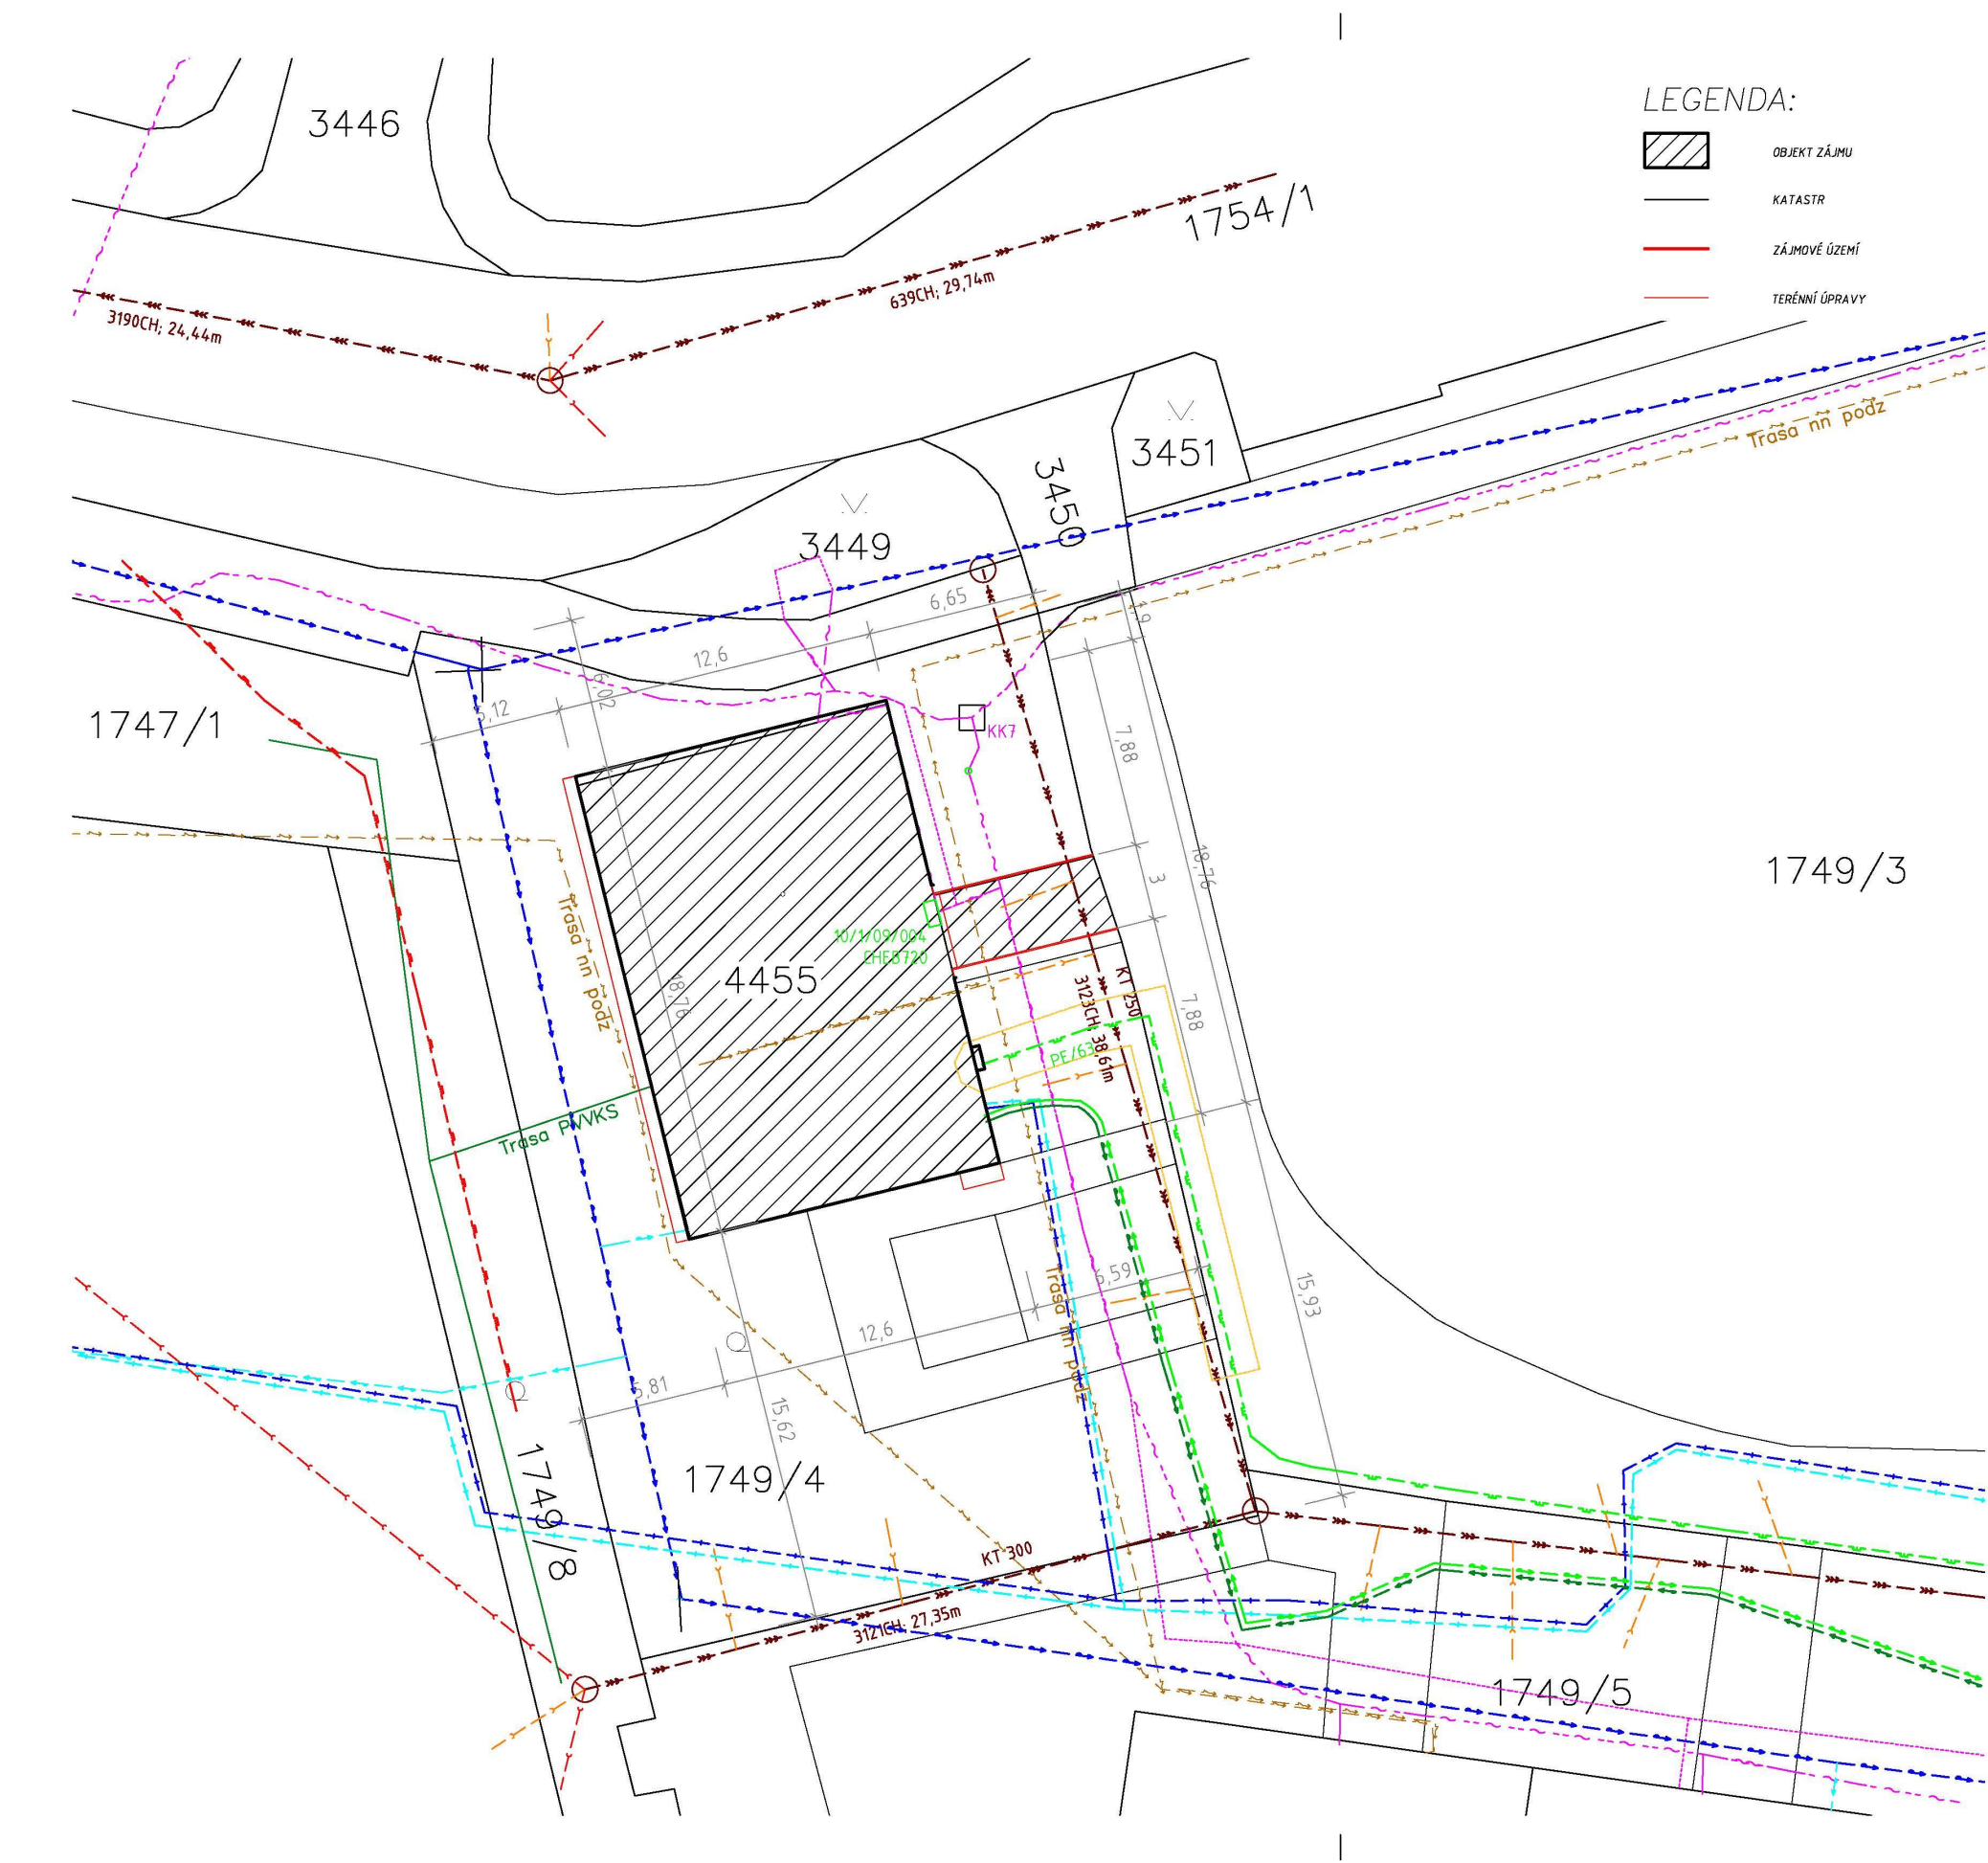 LEGENDA:
OBJEKT ZÁJMU
KATASTR
ZÁJMOVÉ ÚZEMÍ
TERÉNNÍ ÚPRAVY
3446
1754/1
639CH; 29,74m
3190CH; 24,44m
3451
Trasa nn podz
3450
3449
6,65
12,6
6,02
5,12
1747/1
KK7
7,88
18,76
3
1749/3
10/1/09/004
CHEB720
4455
18,76
Trasa nn podz
KT 250
3123CH; 38,61m
7,88
PE/63
Trasa PVVKS
6,59
Trasa nn podz
15,93
12,6
5,81
15,62
1749/4
1749/8
KT 300
3121CH; 27,35m
1749/5